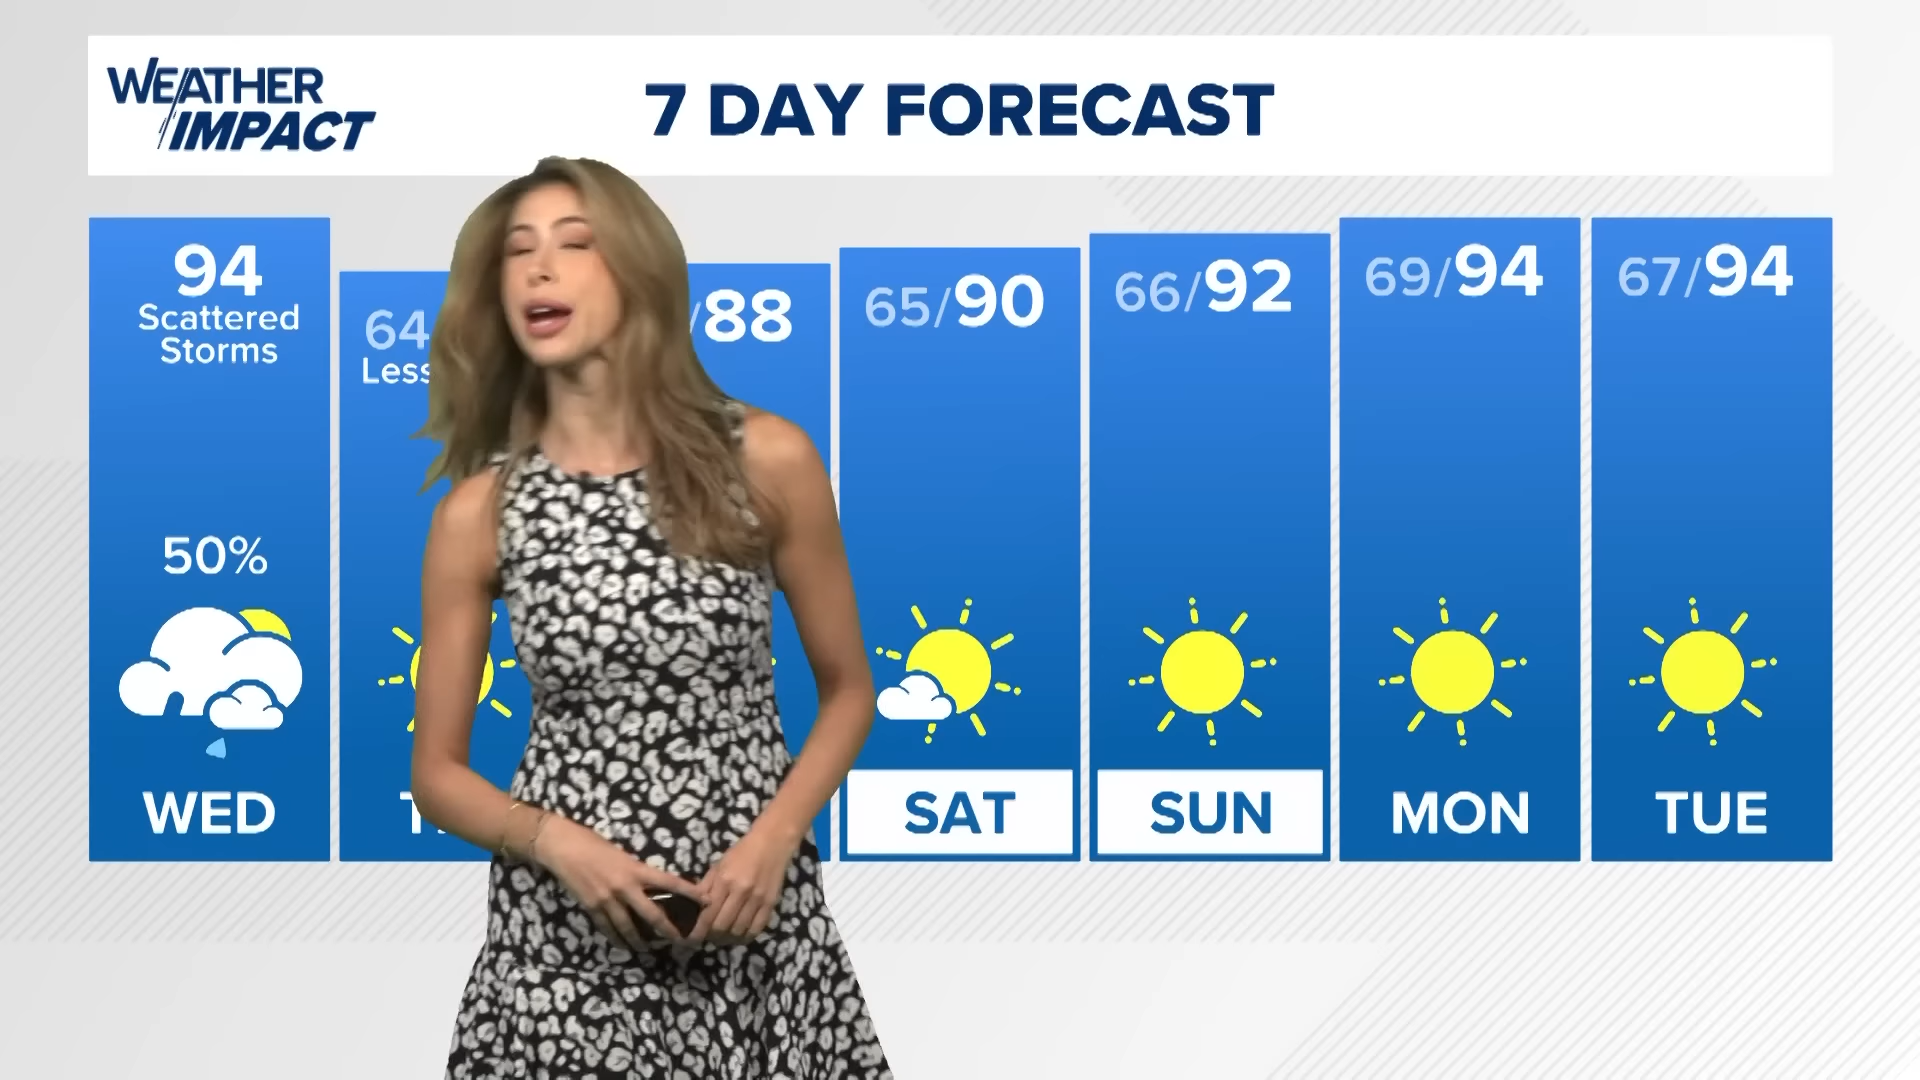 WEATHER
IMPACT
7 DAY FORECAST
94
Scattered
Storms
50%
WED
64
Less
/88
65/90
SAT
66/92
SUN
69/94
MON
67/94
TUE